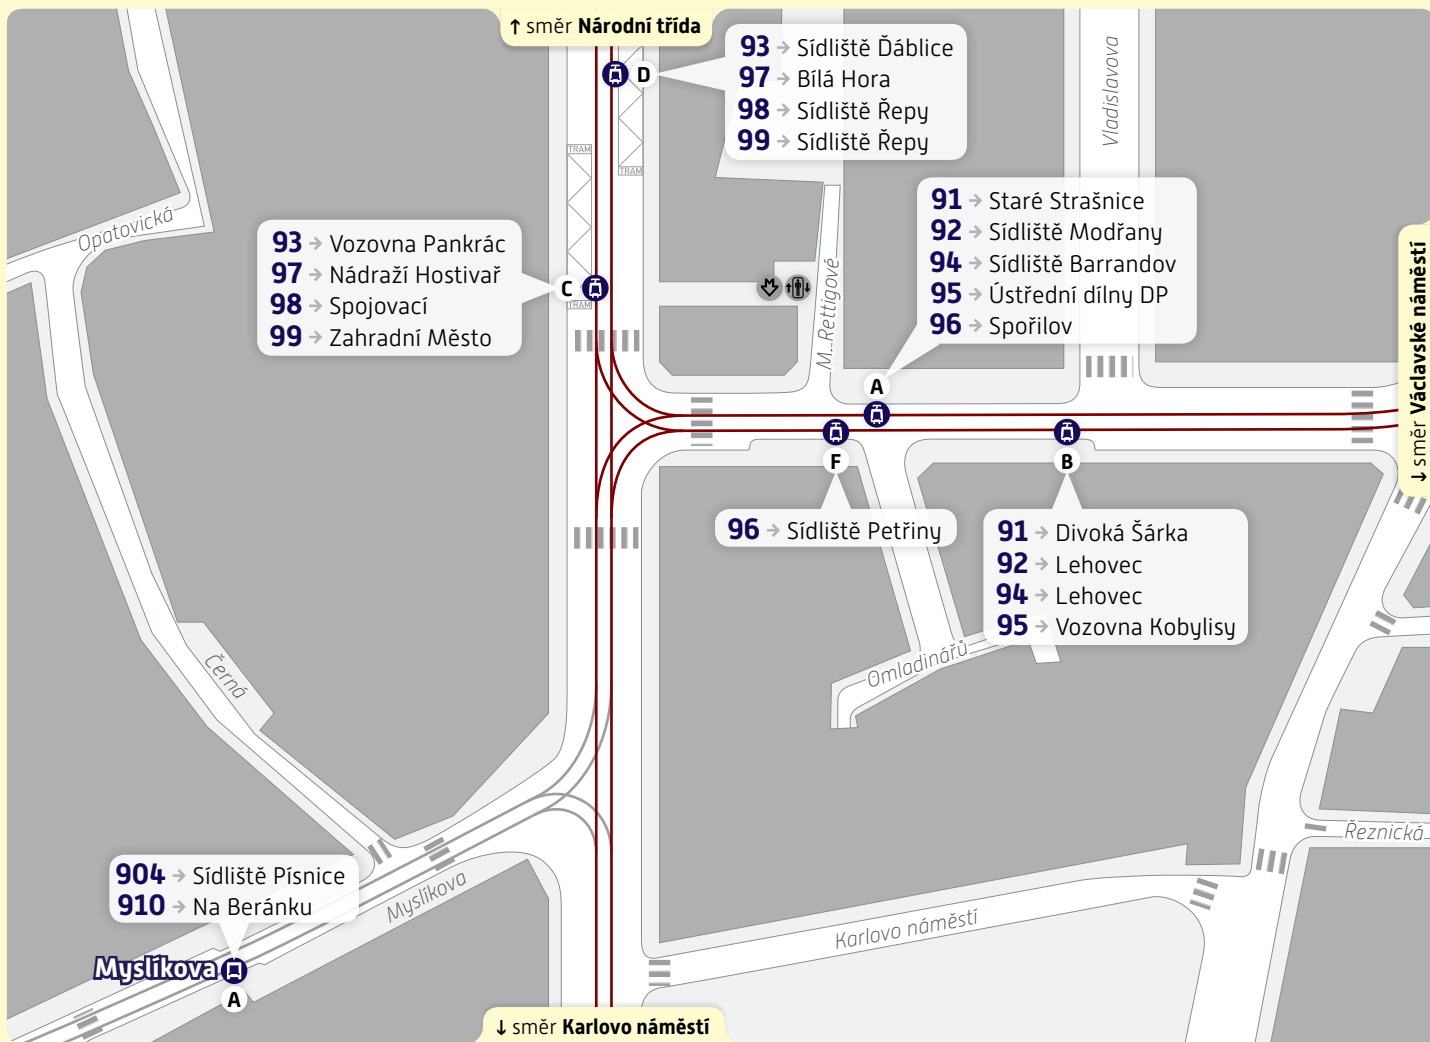 ↑ směr Národní třída
93 → Sídliště Ďáblice
97 → Bílá Hora
98 → Sídliště Řepy
99 → Sídliště Řepy
D
Vladislavova
TRAM
TRAM
91 → Staré Strašnice
92 → Sídliště Modřany
94 → Sídliště Barrandov
95 → Ústřední dílny DP
96 → Spořilov
Opatovická
93 → Vozovna Pankrác
97 → Nádraží Hostivař
98 → Spojovací
99 → Zahradní Město
C
TRAM
M. Rettigové
↓ směr Václavské náměstí
A
F
B
96 → Sídliště Petřiny
91 → Divoká Šárka
92 → Lehovec
94 → Lehovec
95 → Vozovna Kobylisy
Omladinářů
Černá
Řeznická
904 → Sídliště Písnice
910 → Na Beránku
Myslíkova
Karlovo náměstí
Myslíkova
A
↓ směr Karlovo náměstí